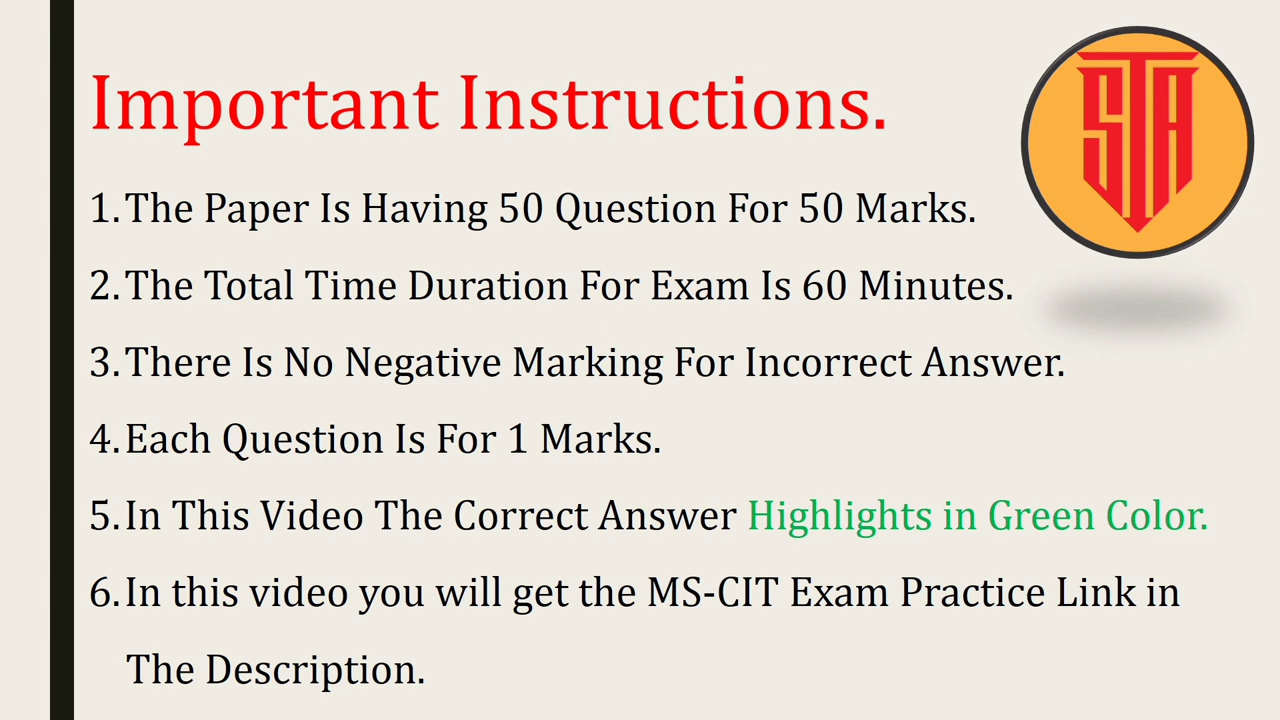 Important Instructions.
STA
1. The Paper Is Having 50 Question For 50 Marks.
2. The Total Time Duration For Exam Is 60 Minutes.
3. There Is No Negative Marking For Incorrect Answer.
4. Each Question Is For 1 Marks.
5. In This Video The Correct Answer Highlights in Green Color.
6. In this video you will get the MS-CIT Exam Practice Link in
The Description.